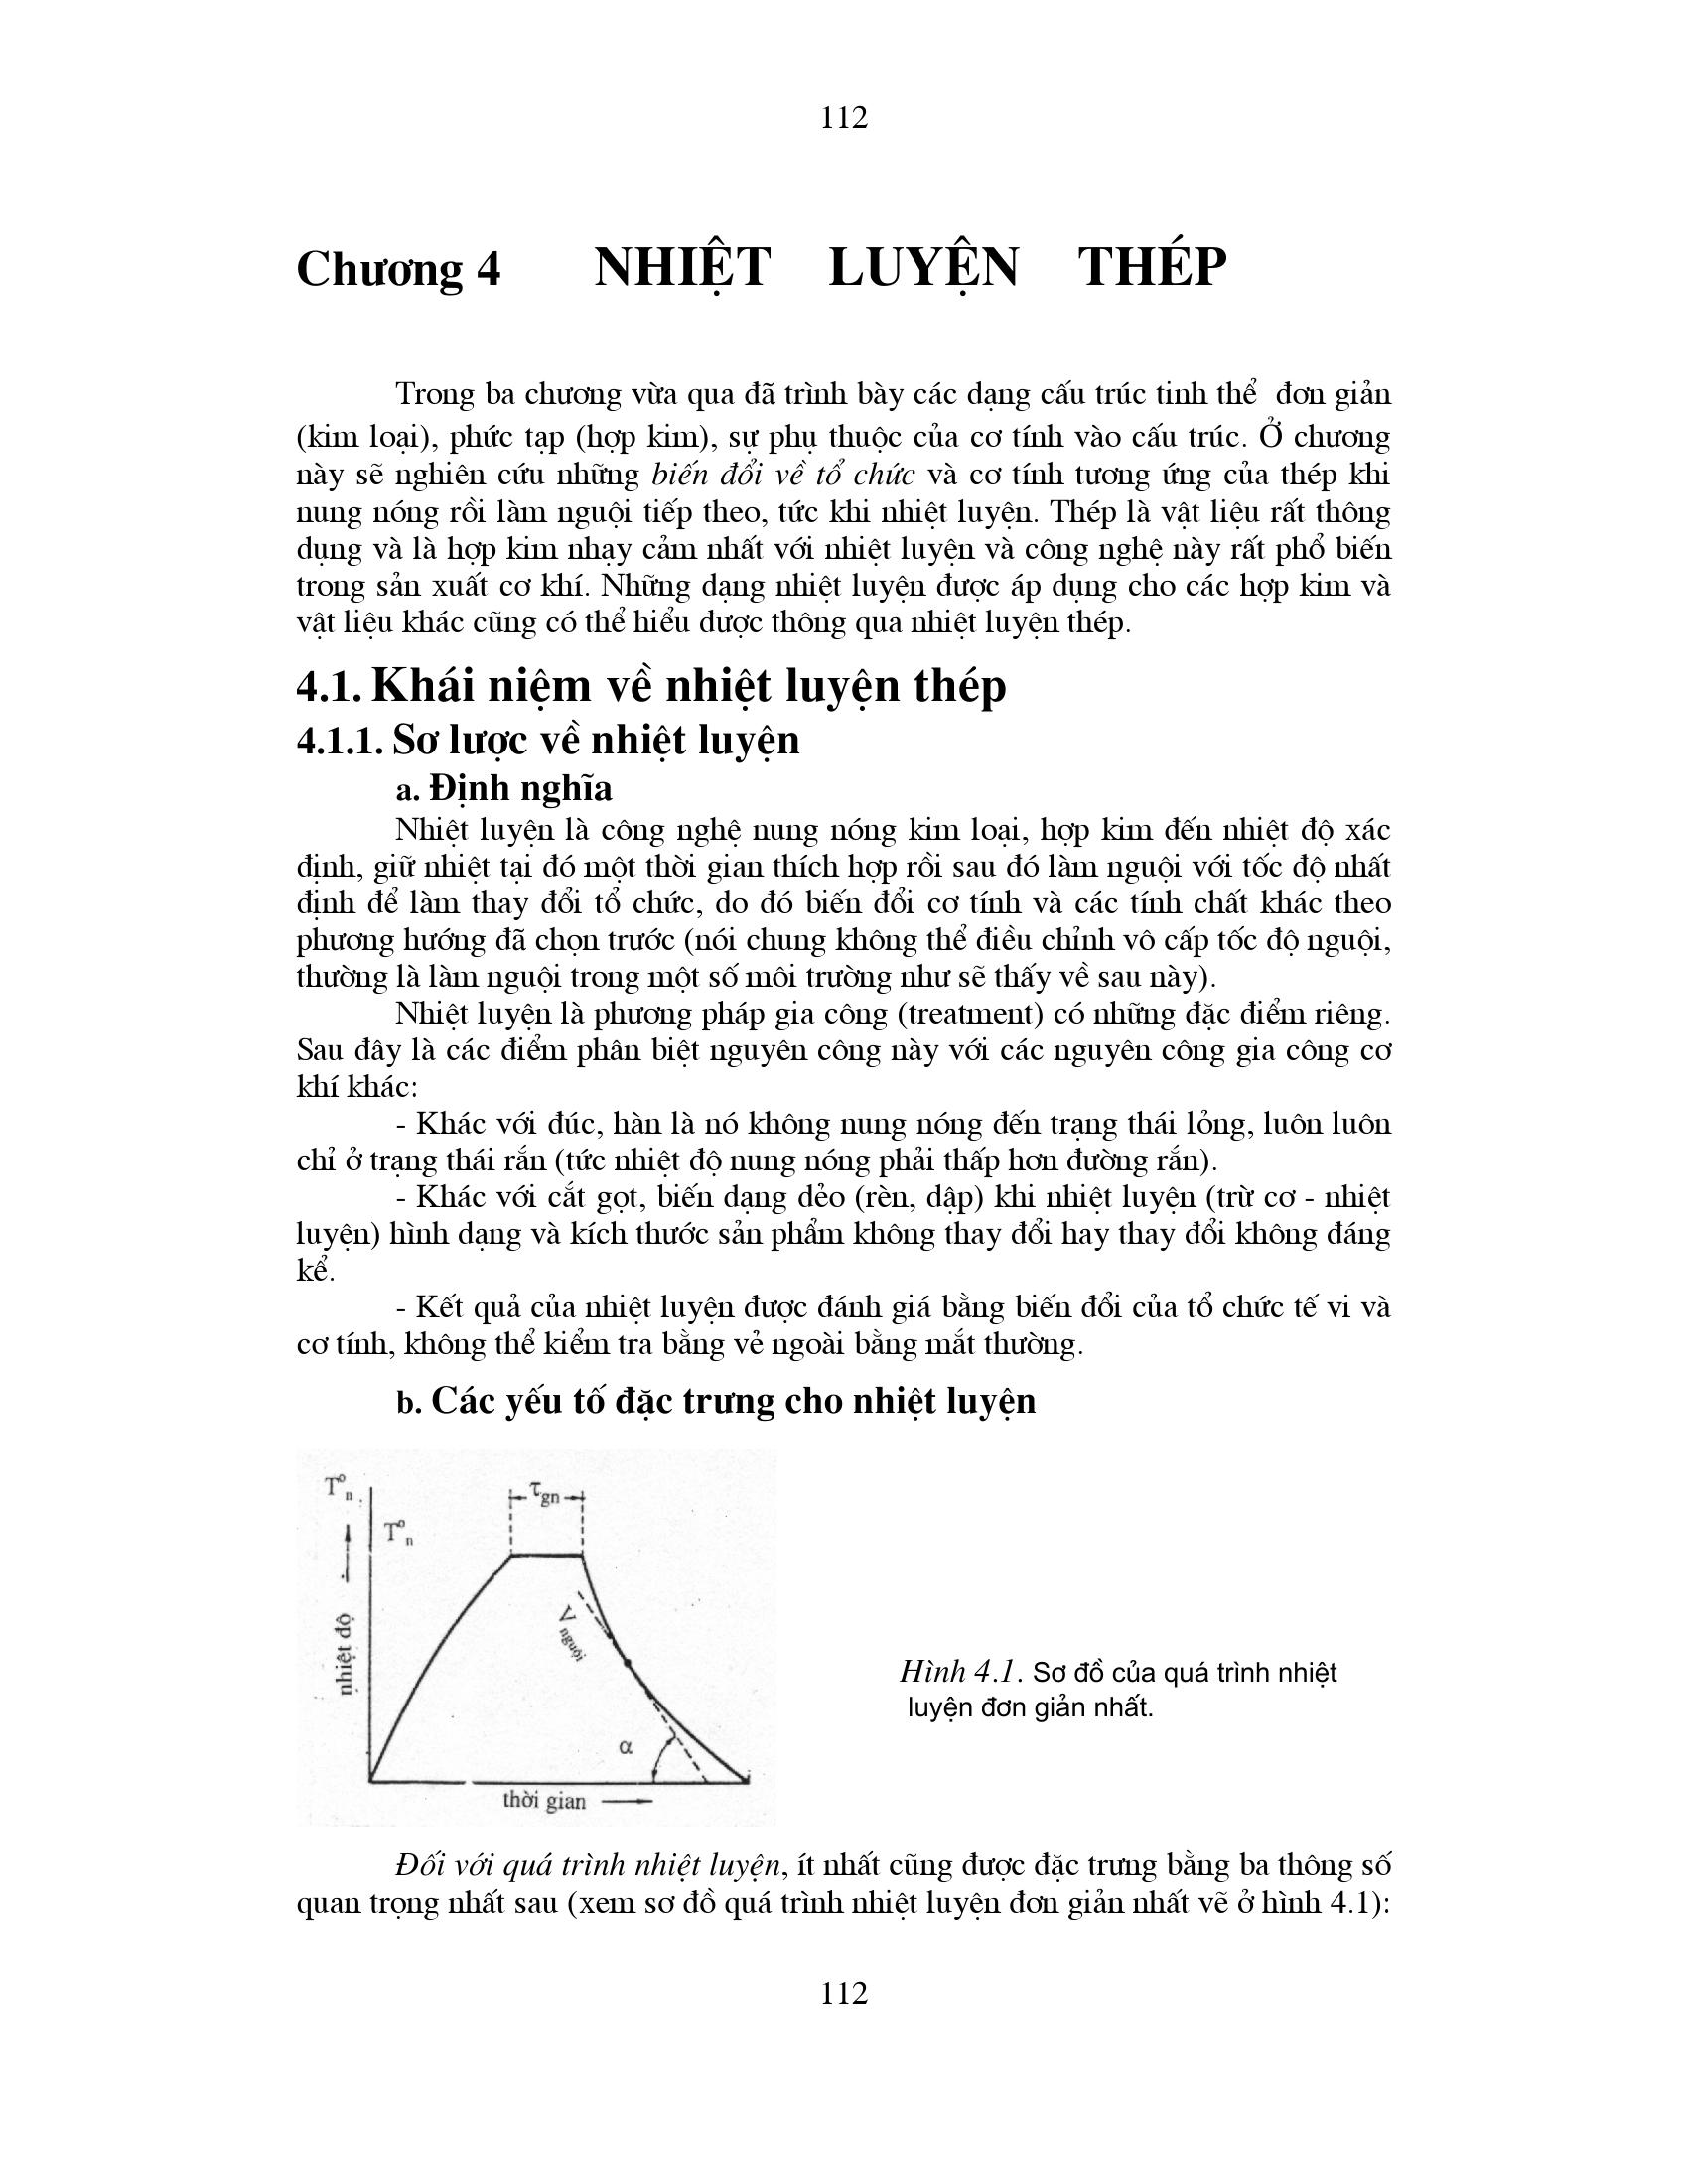 112
Chương 4 NHIỆT LUYỆN THÉP
Trong ba chương vừa qua đã trình bày các dạng cấu trúc tinh thể đơn giản
(kim loại), phức tạp (hợp kim), sự phụ thuộc của cơ tính vào cấu trúc. Ở chương
này sẽ nghiên cứu những biến đổi về tổ chức và cơ tính tương ứng của thép khi
nung nóng rồi làm nguội tiếp theo, tức khi nhiệt luyện. Thép là vật liệu rất thông
dụng và là hợp kim nhạy cảm nhất với nhiệt luyện và công nghệ này rất phổ biến
trong sản xuất cơ khí. Những dạng nhiệt luyện được áp dụng cho các hợp kim và
vật liệu khác cũng có thể hiểu được thông qua nhiệt luyện thép.
4.1. Khái niệm về nhiệt luyện thép
4.1.1. Sơ lược về nhiệt luyện
a. Định nghĩa
Nhiệt luyện là công nghệ nung nóng kim loại, hợp kim đến nhiệt độ xác
định, giữ nhiệt tại đó một thời gian thích hợp rồi sau đó làm nguội với tốc độ nhất
định để làm thay đổi tổ chức, do đó biến đổi cơ tính và các tính chất khác theo
phương hướng đã chọn trước (nói chung không thể điều chỉnh vô cấp tốc độ nguội,
thường là làm nguội trong một số môi trường như sẽ thấy về sau này).
Nhiệt luyện là phương pháp gia công (treatment) có những đặc điểm riêng.
Sau đây là các điểm phân biệt nguyên công này với các nguyên công gia công cơ
khí khác:
- Khác với đúc, hàn là nó không nung nóng đến trạng thái lỏng, luôn luôn
chỉ ở trạng thái rắn (tức nhiệt độ nung nóng phải thấp hơn đường rắn).
- Khác với cắt gọt, biến dạng dẻo (rèn, dập) khi nhiệt luyện (trừ cơ - nhiệt
luyện) hình dạng và kích thước sản phẩm không thay đổi hay thay đổi không đáng
kể.
- Kết quả của nhiệt luyện được đánh giá bằng biến đổi của tổ chức tế vi và
cơ tính, không thể kiểm tra bằng vẻ ngoài bằng mắt thường.
b. Các yếu tố đặc trưng cho nhiệt luyện
T°n
τgn
T°n
nhiệt độ
Vnguội
α
thời gian
Hình 4.1. Sơ đồ của quá trình nhiệt
luyện đơn giản nhất.
Đối với quá trình nhiệt luyện, ít nhất cũng được đặc trưng bằng ba thông số
quan trọng nhất sau (xem sơ đồ quá trình nhiệt luyện đơn giản nhất vẽ ở hình 4.1):
112